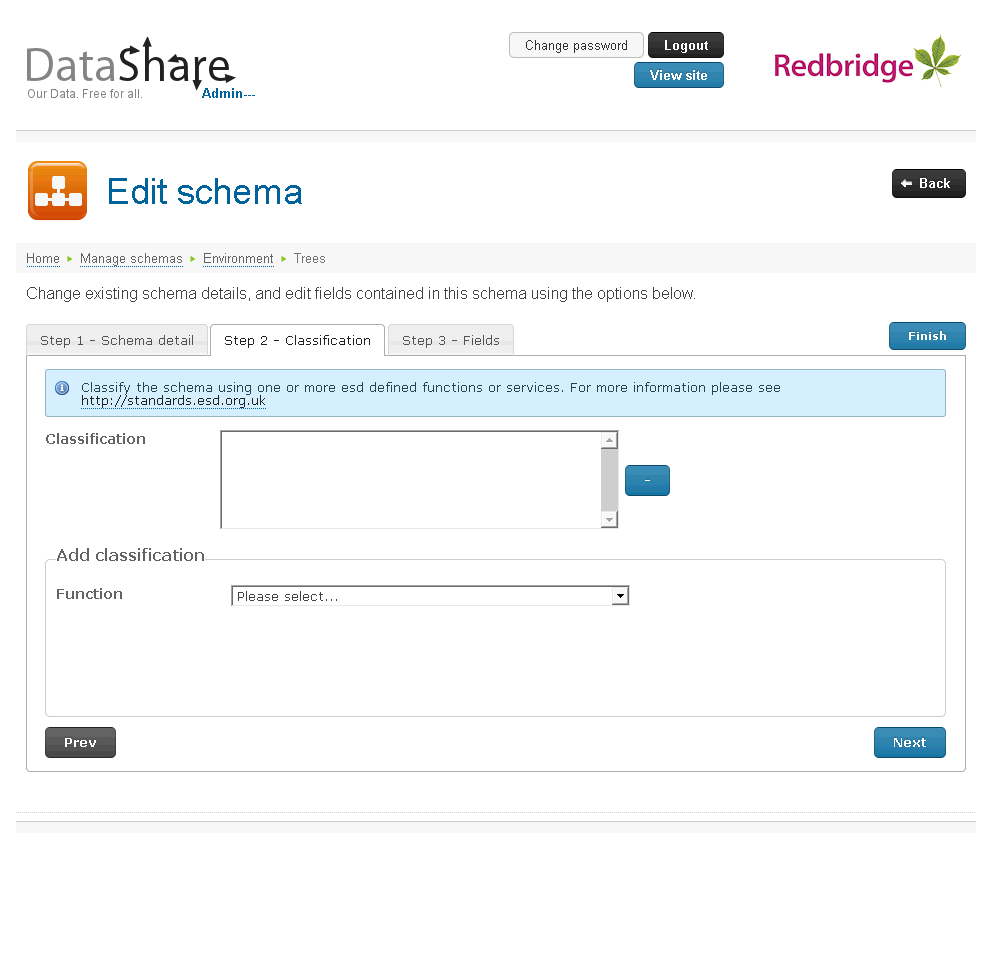 DataShare
Our Data. Free for all.
Admin---
Change password
Logout
View site
Redbridge
Edit schema
Back
Home Manage schemas Environment Trees
Change existing schema details, and edit fields contained in this schema using the options below.
Step 1 - Schema detail
Step 2 - Classification
Step 3 - Fields
Finish
Classify the schema using one or more esd defined functions or services. For more information please see
http://standards.esd.org.uk
Classification
-
Add classification
Function
Please select...
Prev
Next